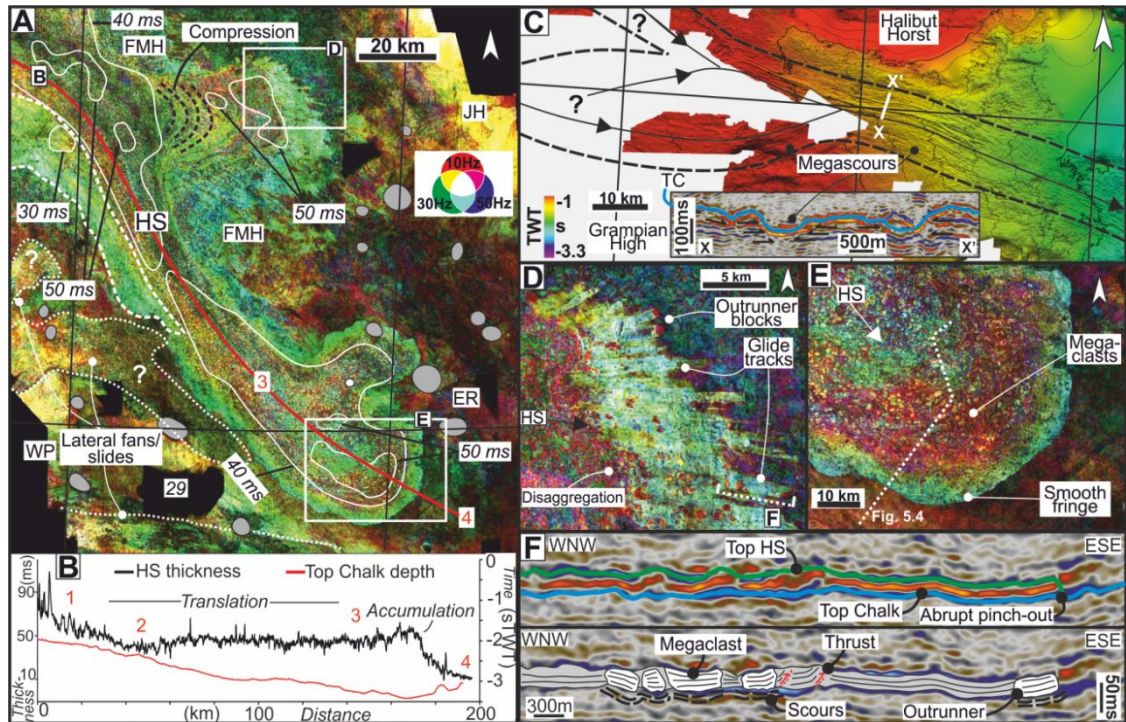 A
40 ms
FMH
Compression
D
20 km
B
JH
10Hz
30Hz 50Hz
50 ms
30 ms
HS
FMH
50 ms
?
?
3
ER
E
WP
Lateral fans/
slides
29
40 ms
50 ms
4
B
HS thickness
Top Chalk depth
90
(ms)
50
10
Thick-
ness
1
2
3
4
Translation
Accumulation
0
-1
-2
-3
Time
(s TWT)
0 (km) 100 Distance 200
C
?
?
Halibut
Horst
X'
X
Megascours
TC
10 km
Grampian
High
TWT
-1
s
-3.3
100ms
X
500m
X'
D
5 km
Outrunner
blocks
Glide
tracks
HS
Disaggregation
F
E
HS
Mega-
clasts
10 km
Fig. 5.4
Smooth
fringe
F
WNW
Top HS
ESE
Top Chalk
Abrupt pinch-out
WNW
Megaclast
Thrust
ESE
300m
Scours
Outrunner
50ms